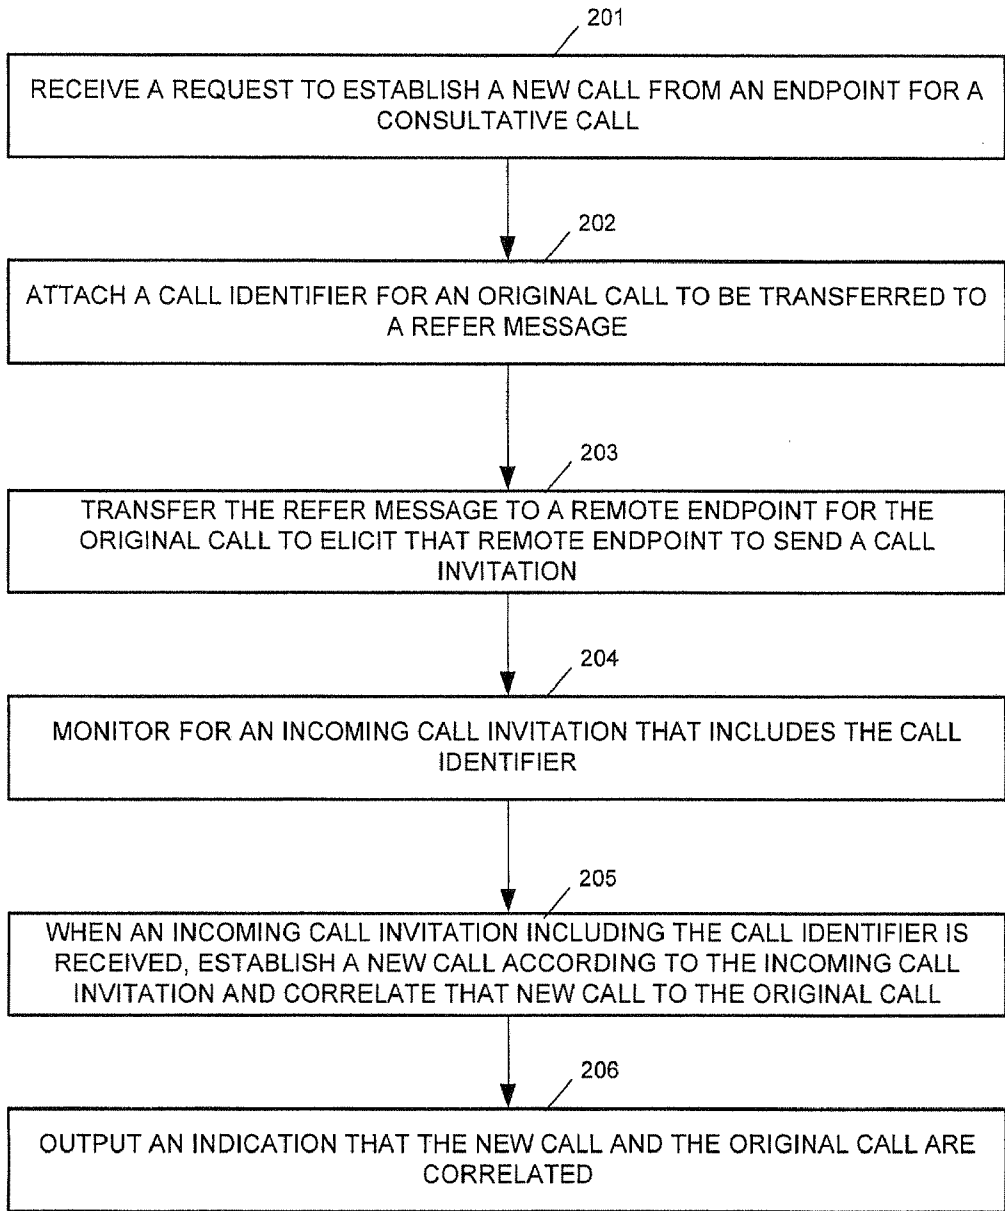 201
RECEIVE A REQUEST TO ESTABLISH A NEW CALL FROM AN ENDPOINT FOR A
CONSULTATIVE CALL
202
ATTACH A CALL IDENTIFIER FOR AN ORIGINAL CALL TO BE TRANSFERRED TO
A REFER MESSAGE
203
TRANSFER THE REFER MESSAGE TO A REMOTE ENDPOINT FOR THE
ORIGINAL CALL TO ELICIT THAT REMOTE ENDPOINT TO SEND A CALL
INVITATION
204
MONITOR FOR AN INCOMING CALL INVITATION THAT INCLUDES THE CALL
IDENTIFIER
205
WHEN AN INCOMING CALL INVITATION INCLUDING THE CALL IDENTIFIER IS
RECEIVED, ESTABLISH A NEW CALL ACCORDING TO THE INCOMING CALL
INVITATION AND CORRELATE THAT NEW CALL TO THE ORIGINAL CALL
206
OUTPUT AN INDICATION THAT THE NEW CALL AND THE ORIGINAL CALL ARE
CORRELATED